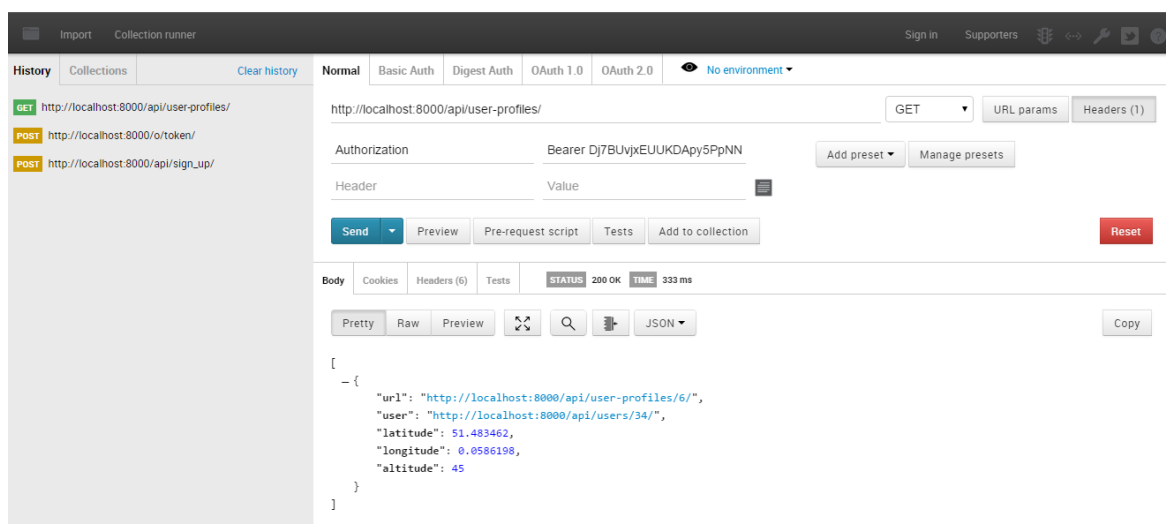 Import Collection runner Sign in Supporters
History Collections Clear history Normal Basic Auth Digest Auth OAuth 1.0 OAuth 2.0 No environment
GET http://localhost:8000/api/user-profiles/
POST http://localhost:8000/o/token/
POST http://localhost:8000/api/sign_up/
http://localhost:8000/api/user-profiles/ GET URL params Headers (1)
Authorization Bearer Dj7BUvjxEUUKDApy5PpNN Add preset Manage presets
Header Value
Send Preview Pre-request script Tests Add to collection Reset
Body Cookies Headers (6) Tests STATUS 200 OK TIME 333 ms
Pretty Raw Preview JSON Copy
[
– {
"url": "http://localhost:8000/api/user-profiles/6/",
"user": "http://localhost:8000/api/users/34/",
"latitude": 51.483462,
"longitude": 0.0586198,
"altitude": 45
}
]